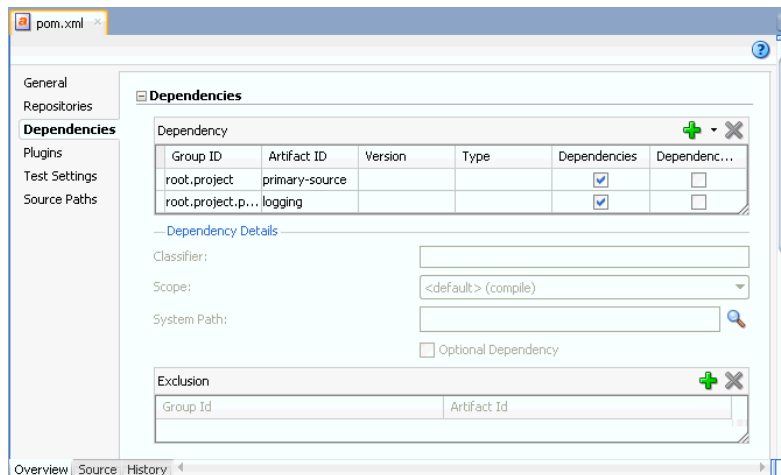 pom.xml
General
Repositories
Dependencies
Plugins
Test Settings
Source Paths
Dependencies
Dependency
Group ID Artifact ID Version Type Dependencies Dependenc...
root.project primary-source
root.project.p... logging
Dependency Details
Classifier:
Scope: <default> (compile)
System Path:
Optional Dependency
Exclusion
Group Id Artifact Id
Overview Source History